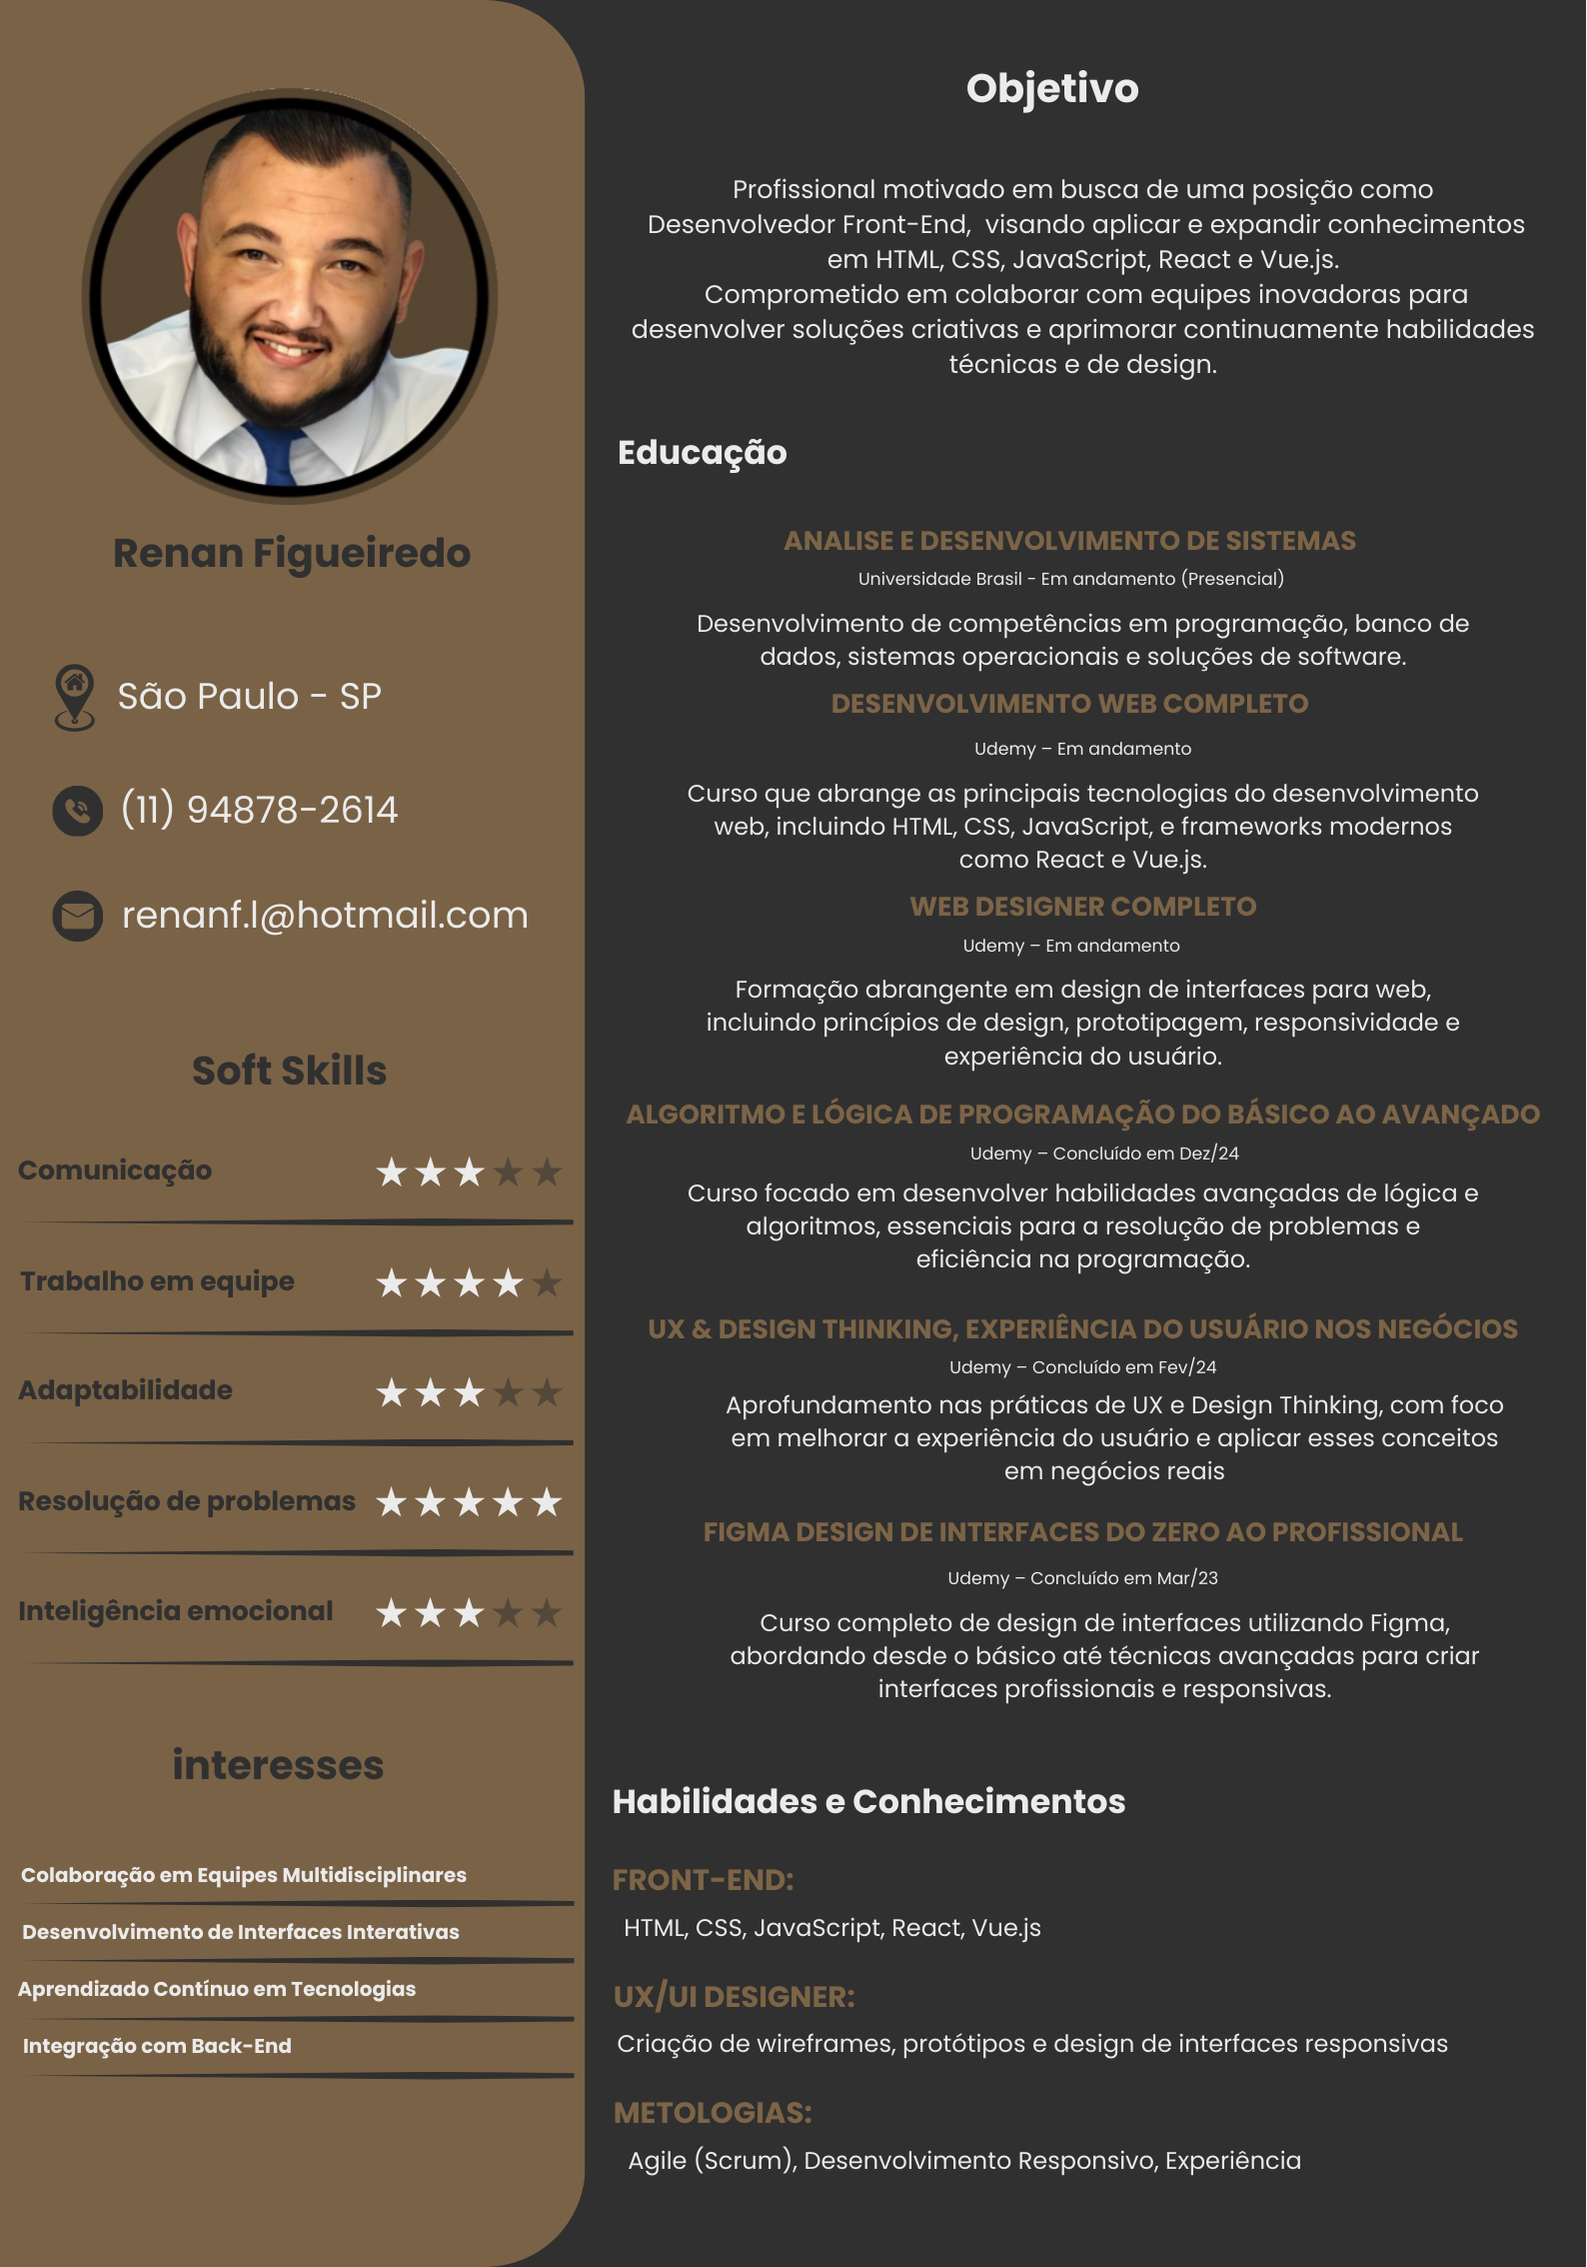 Renan Figueiredo
São Paulo - SP
(11) 94878-2614
renanf.l@hotmail.com
Soft Skills
Comunicação
Trabalho em equipe
Adaptabilidade
Resolução de problemas
Inteligência emocional
interesses
Colaboração em Equipes Multidisciplinares
Desenvolvimento de Interfaces Interativas
Aprendizado Contínuo em Tecnologias
Integração com Back-End
Objetivo
Profissional motivado em busca de uma posição como
Desenvolvedor Front-End, visando aplicar e expandir conhecimentos
em HTML, CSS, JavaScript, React e Vue.js.
Comprometido em colaborar com equipes inovadoras para
desenvolver soluções criativas e aprimorar continuamente habilidades
técnicas e de design.
Educação
ANALISE E DESENVOLVIMENTO DE SISTEMAS
Universidade Brasil - Em andamento (Presencial)
Desenvolvimento de competências em programação, banco de
dados, sistemas operacionais e soluções de software.
DESENVOLVIMENTO WEB COMPLETO
Udemy – Em andamento
Curso que abrange as principais tecnologias do desenvolvimento
web, incluindo HTML, CSS, JavaScript, e frameworks modernos
como React e Vue.js.
WEB DESIGNER COMPLETO
Udemy – Em andamento
Formação abrangente em design de interfaces para web,
incluindo princípios de design, prototipagem, responsividade e
experiência do usuário.
ALGORITMO E LÓGICA DE PROGRAMAÇÃO DO BÁSICO AO AVANÇADO
Udemy – Concluído em Dez/24
Curso focado em desenvolver habilidades avançadas de lógica e
algoritmos, essenciais para a resolução de problemas e
eficiência na programação.
UX & DESIGN THINKING, EXPERIÊNCIA DO USUÁRIO NOS NEGÓCIOS
Udemy – Concluído em Fev/24
Aprofundamento nas práticas de UX e Design Thinking, com foco
em melhorar a experiência do usuário e aplicar esses conceitos
em negócios reais
FIGMA DESIGN DE INTERFACES DO ZERO AO PROFISSIONAL
Udemy – Concluído em Mar/23
Curso completo de design de interfaces utilizando Figma,
abordando desde o básico até técnicas avançadas para criar
interfaces profissionais e responsivas.
Habilidades e Conhecimentos
FRONT-END:
HTML, CSS, JavaScript, React, Vue.js
UX/UI DESIGNER:
Criação de wireframes, protótipos e design de interfaces responsivas
METOLOGIAS:
Agile (Scrum), Desenvolvimento Responsivo, Experiência